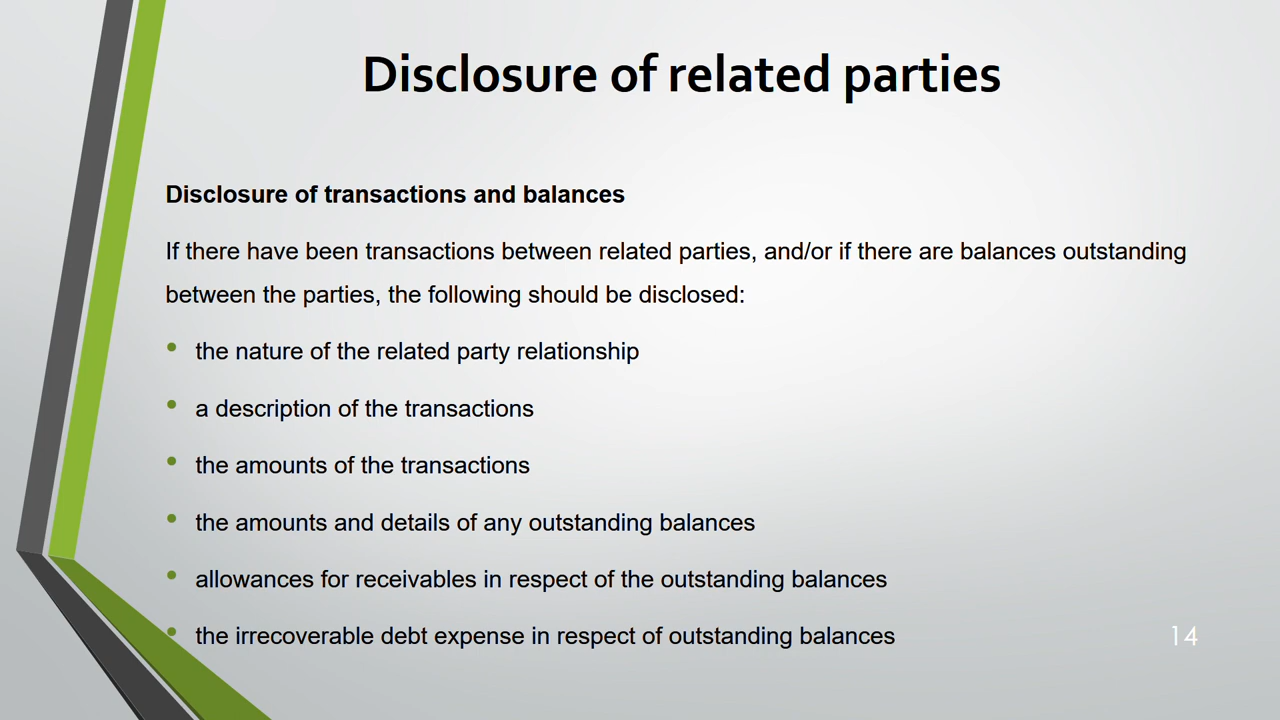 Disclosure of related parties
Disclosure of transactions and balances
If there have been transactions between related parties, and/or if there are balances outstanding
between the parties, the following should be disclosed:
• the nature of the related party relationship
• a description of the transactions
• the amounts of the transactions
• the amounts and details of any outstanding balances
• allowances for receivables in respect of the outstanding balances
• the irrecoverable debt expense in respect of outstanding balances
14